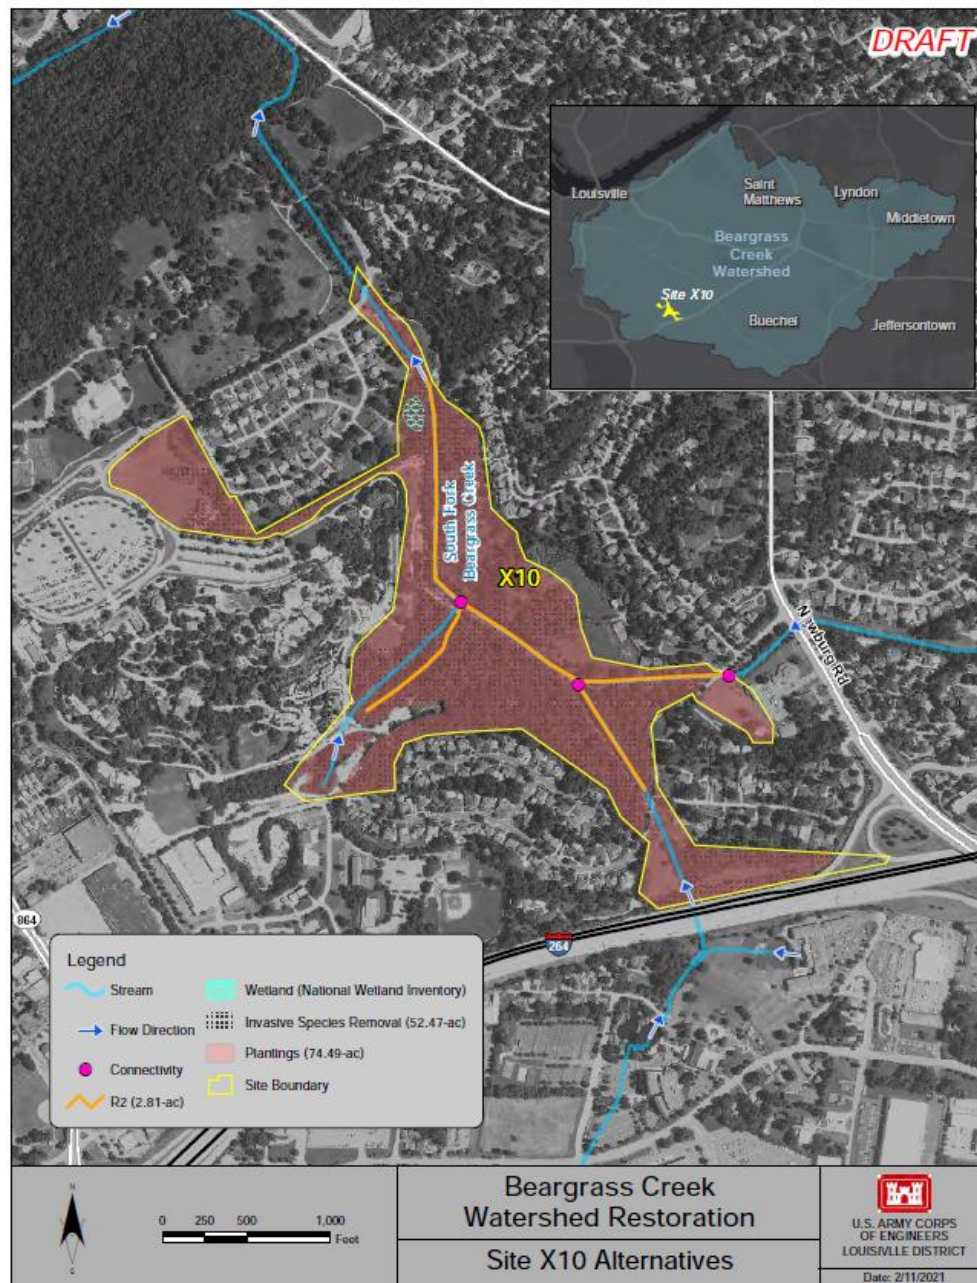 DRAFT
Louisville
Saint
Matthews
Lyndon
Middletown
Beargrass
Creek
Watershed
Site X10
Buechel
Jeffersontown
South Fork
Beargrass Creek
X10
Newburg Rd
864
264
Legend
Stream
Flow Direction
Connectivity
R2 (2.81-ac)
Wetland (National Wetland Inventory)
Invasive Species Removal (52.47-ac)
Plantings (74.49-ac)
Site Boundary
N
S
0 250 500 1,000
Feet
Beargrass Creek
Watershed Restoration
Site X10 Alternatives
U.S. ARMY CORPS
OF ENGINEERS
LOUISIVLLE DISTRICT
Date: 2/11/2021